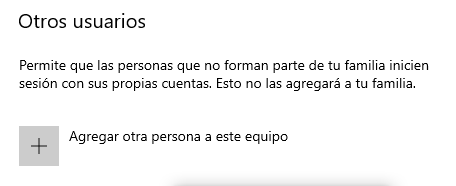 Otros usuarios
Permite que las personas que no forman parte de tu familia inicien
sesión con sus propias cuentas. Esto no las agregará a tu familia.
Agregar otra persona a este equipo